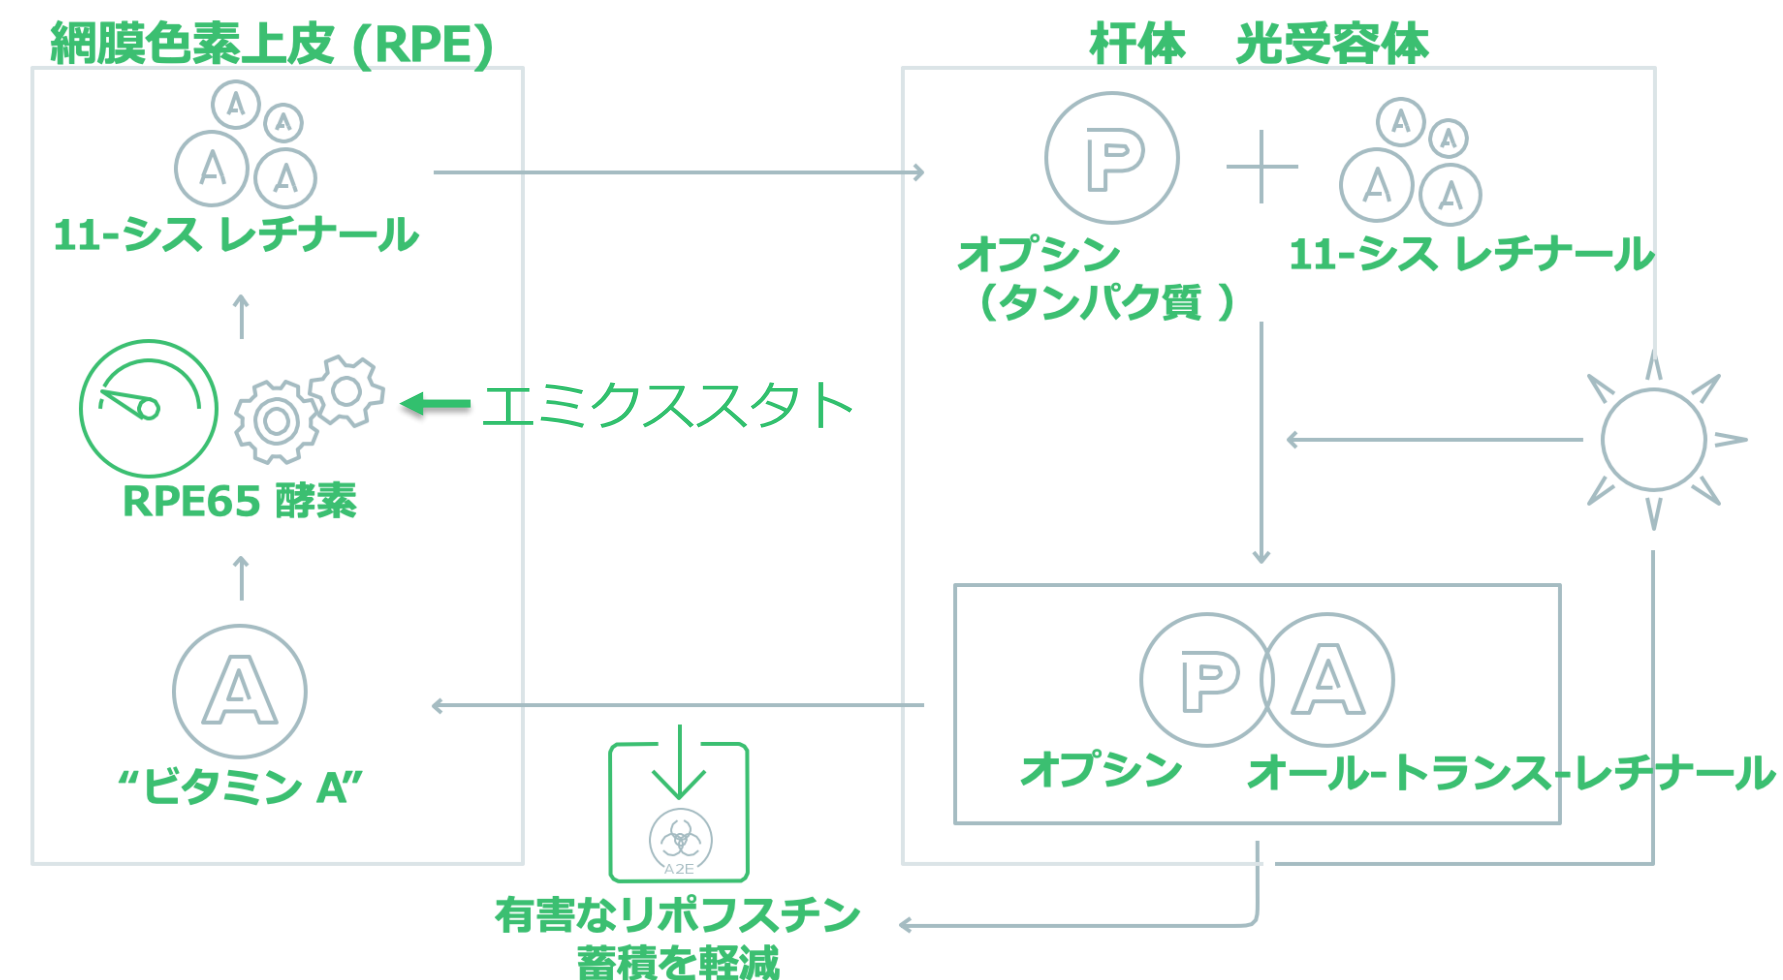 網膜色素上皮 (RPE)
杆体　光受容体
A
A
A
A
11-シス レチナール
P
A
A
A
A
オプシン
（タンパク質 ）
11-シス レチナール
エミクススタト
RPE65 酵素
A
“ビタミン A”
P
A
オプシン
オール-トランス-レチナール
A2E
有害なリポフスチン
蓄積を軽減